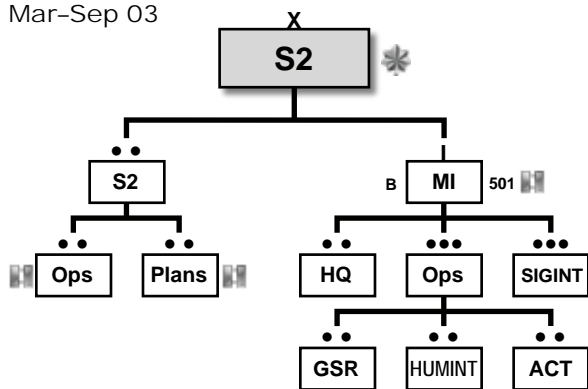 Mar–Sep 03
X
S2
S2
B MI 501
Ops Plans HQ Ops SIGINT
GSR HUMINT ACT